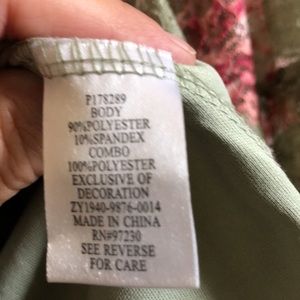 P178289
BODY
90%POLYESTER
10%SPANDEX
COMBO
100%POLYESTER
EXCLUSIVE OF
DECORATION
ZY1940-9876-0014
MADE IN CHINA
RN#97230
SEE REVERSE
FOR CARE